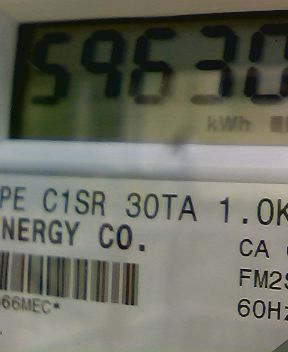 59630
kWh
PE C1SR 30TA 1.0K
NERGY CO.
CA
FM2S
66MEC*
60Hz